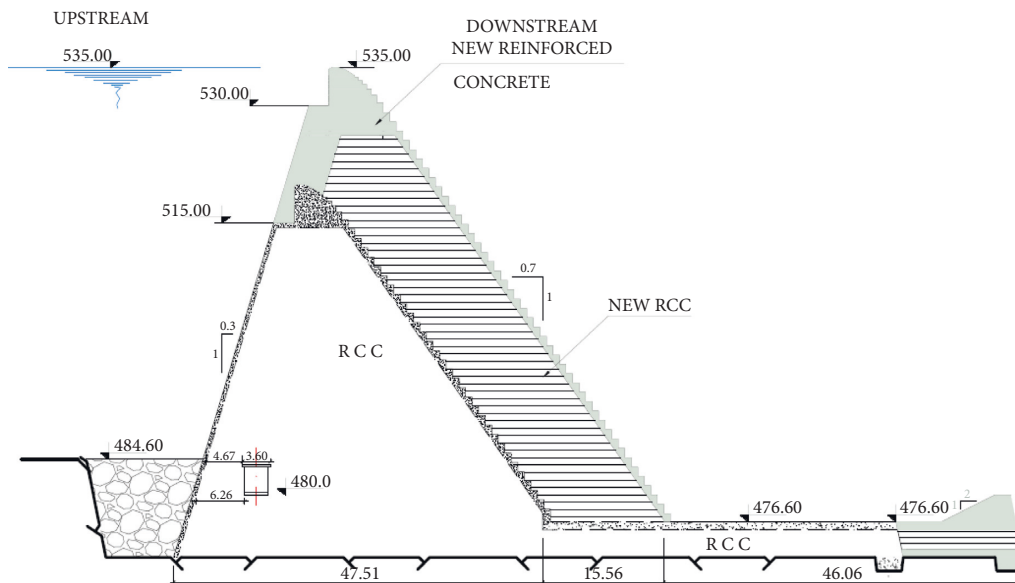 UPSTREAM
DOWNSTREAM
NEW REINFORCED
CONCRETE
535.00
535.00
530.00
515.00
0.7
1
NEW RCC
0.3
1
R C C
484.60
4.67
3.60
480.0
6.26
476.60
476.60
2
1
R C C
47.51
15.56
46.06